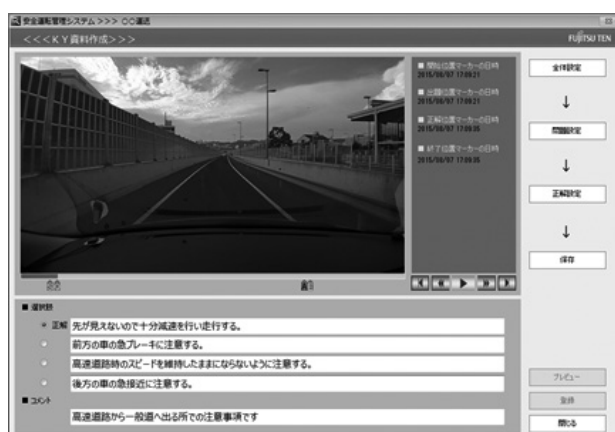 安全運転管理システム >>> ○○運送
<<<KY資料作成>>>
FUJITSU TEN
■ 開始位置マーカーの日時
2015/08/07 17:09:21
■ 出題位置マーカーの日時
2015/08/07 17:09:21
■ 正解位置マーカーの日時
2015/08/07 17:09:35
■ 終了位置マーカーの日時
2015/08/07 17:09:35
全体設定
↓
問題設定
↓
正解設定
↓
保存
■ 選択肢
正解 先が見えないので十分減速を行い走行する。
前方の車の急ブレーキに注意する。
高速道路時のスピードを維持したままにならないように注意する。
後方の車の急接近に注意する。
■ コメント
高速道路から一般道へ出る所での注意事項です
プレビュー
登録
閉じる